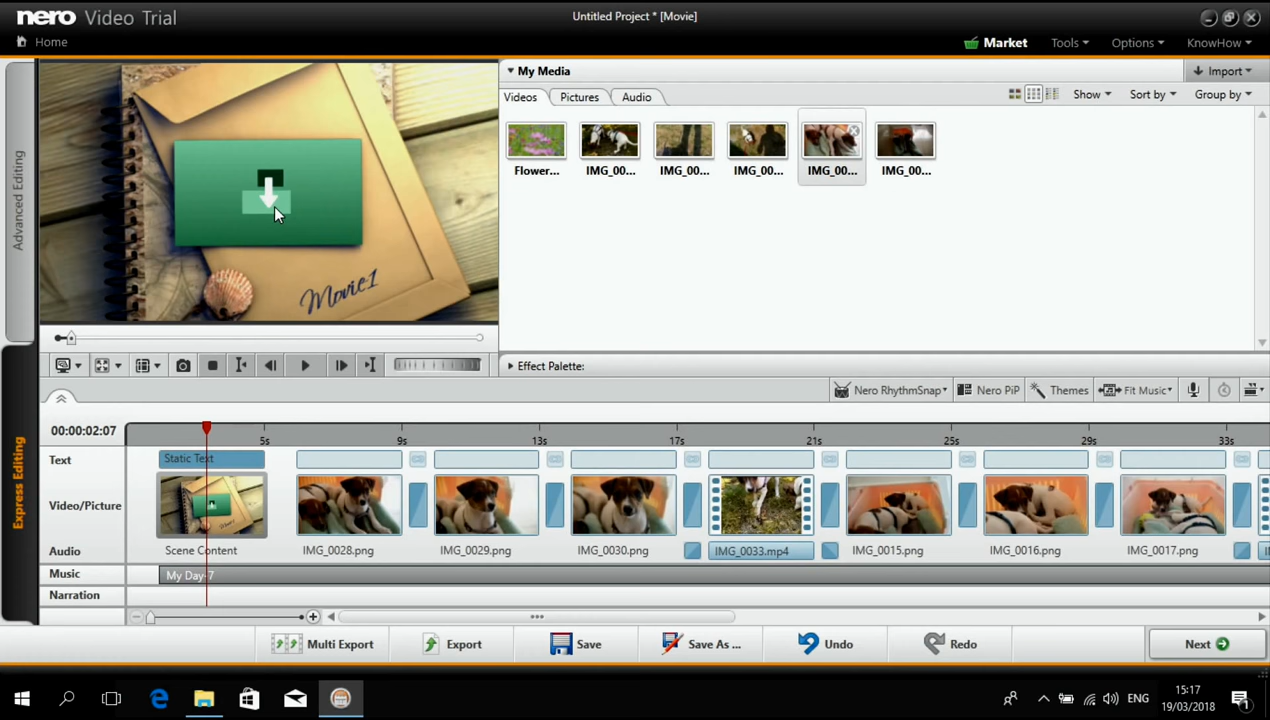 nero Video Trial
Untitled Project * [Movie]
Home
Market
Tools
Options
KnowHow
Advanced Editing
Express Editing
Movie1
My Media
Import
Videos
Pictures
Audio
Show
Sort by
Group by
Flower...
IMG_00...
IMG_00...
IMG_00...
IMG_00...
IMG_00...
Effect Palette:
Nero RhythmSnap
Nero PiP
Themes
Fit Music
00:00:02:07
5s
9s
13s
17s
21s
25s
29s
33s
Text
Static Text
Video/Picture
Audio
Scene Content
IMG_0028.png
IMG_0029.png
IMG_0030.png
IMG_0033.mp4
IMG_0015.png
IMG_0016.png
IMG_0017.png
Music
My Day-7
Narration
Multi Export
Export
Save
Save As ...
Undo
Redo
Next
ENG
15:17
19/03/2018
1